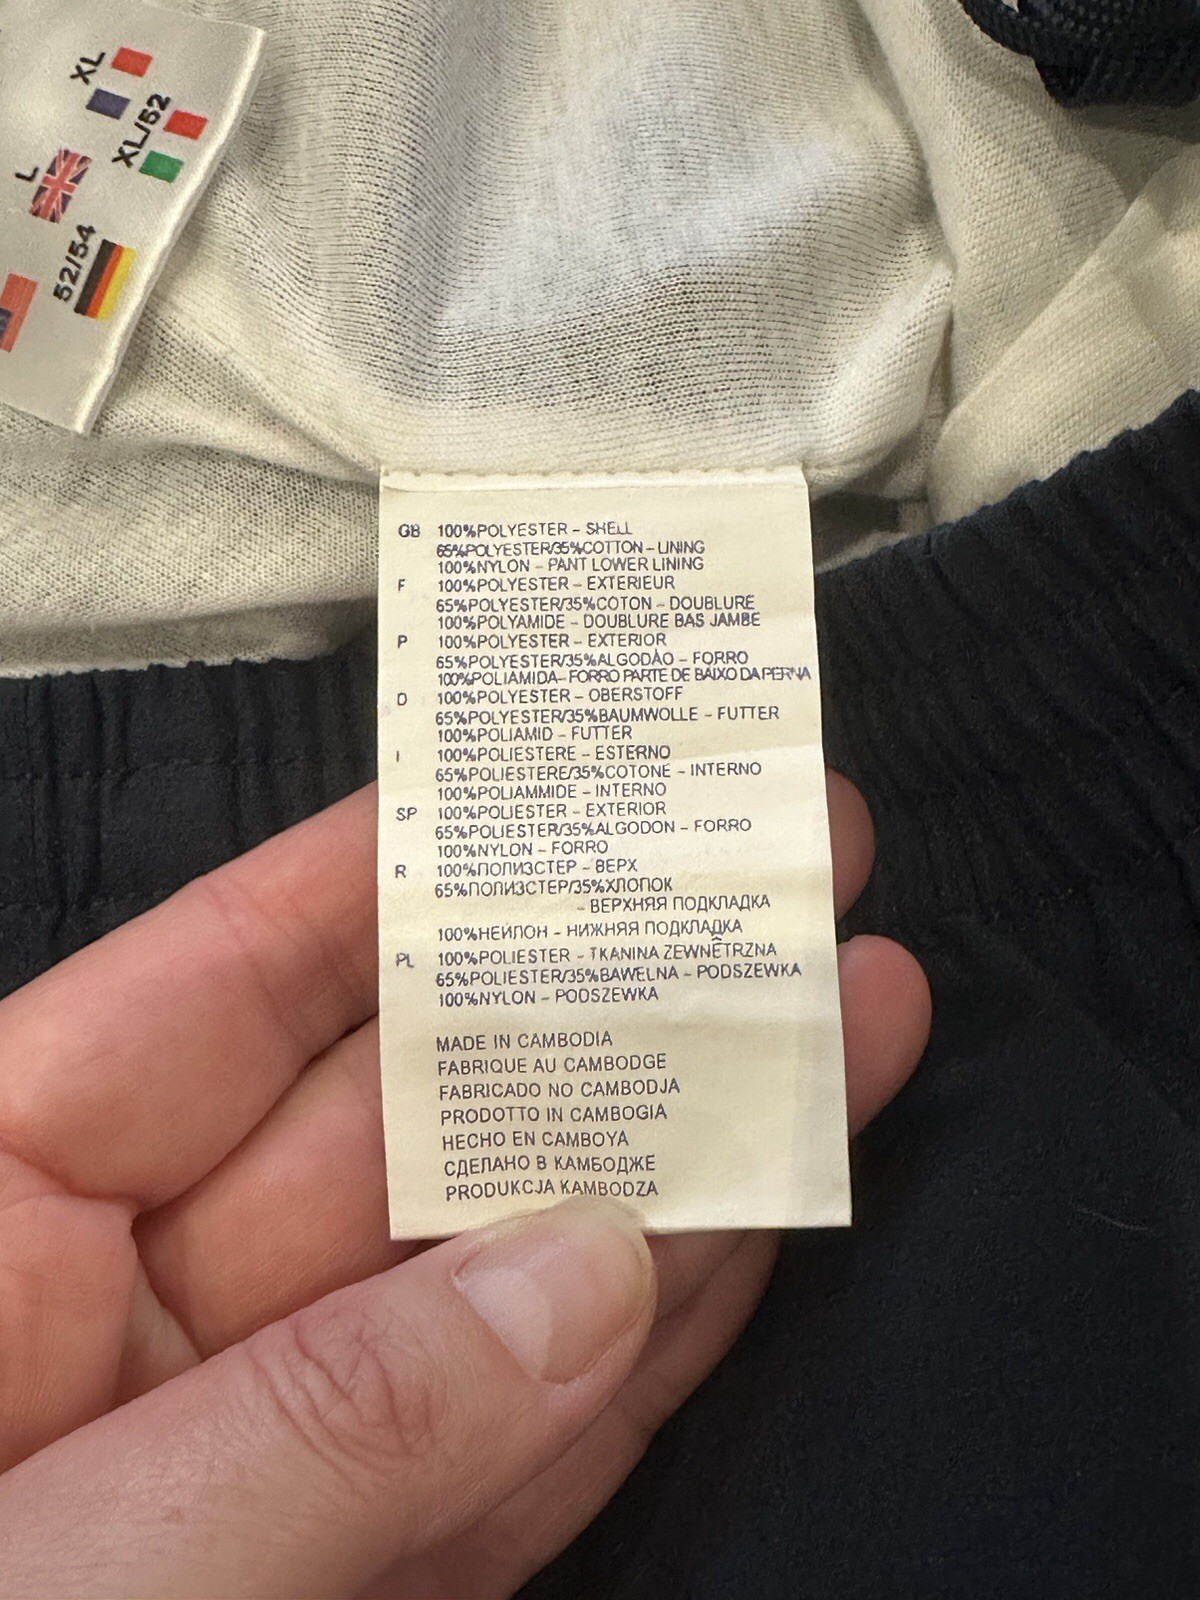 XL
XL/52
L
52/54
GB 100%POLYESTER – SHELL
65%POLYESTER/35%COTTON – LINING
100%NYLON – PANT LOWER LINING
F 100%POLYESTER – EXTERIEUR
65%POLYESTER/35%COTON – DOUBLURE
100%POLYAMIDE – DOUBLURE BAS JAMBE
P 100%POLYESTER – EXTERIOR
65%POLYESTER/35%ALGODÃO – FORRO
100%POLIAMIDA – FORRO PARTE DE BAIXO DA PERNA
D 100%POLYESTER – OBERSTOFF
65%POLYESTER/35%BAUMWOLLE – FUTTER
100%POLIAMID – FUTTER
I 100%POLIESTERE – ESTERNO
65%POLIESTERE/35%COTONE – INTERNO
100%POLIAMMIDE – INTERNO
SP 100%POLIESTER – EXTERIOR
65%POLIESTER/35%ALGODON – FORRO
100%NYLON – FORRO
R 100%ПОЛИЗСТЕР – ВЕРХ
65%ПОЛИЗСТЕР/35%ХЛОПОК
– ВЕРХНЯЯ ПОДКЛАДКА
100%НЕЙЛОН – НИЖНЯЯ ПОДКЛАДКА
PL 100%POLIESTER – TKANINA ZEWNÊTRZNA
65%POLIESTER/35%BAWELNA – PODSZEWKA
100%NYLON – PODSZEWKA
MADE IN CAMBODIA
FABRIQUE AU CAMBODGE
FABRICADO NO CAMBODJA
PRODOTTO IN CAMBOGIA
HECHO EN CAMBOYA
СДЕЛАНО В КАМБОДЖЕ
PRODUKCJA KAMBODZA